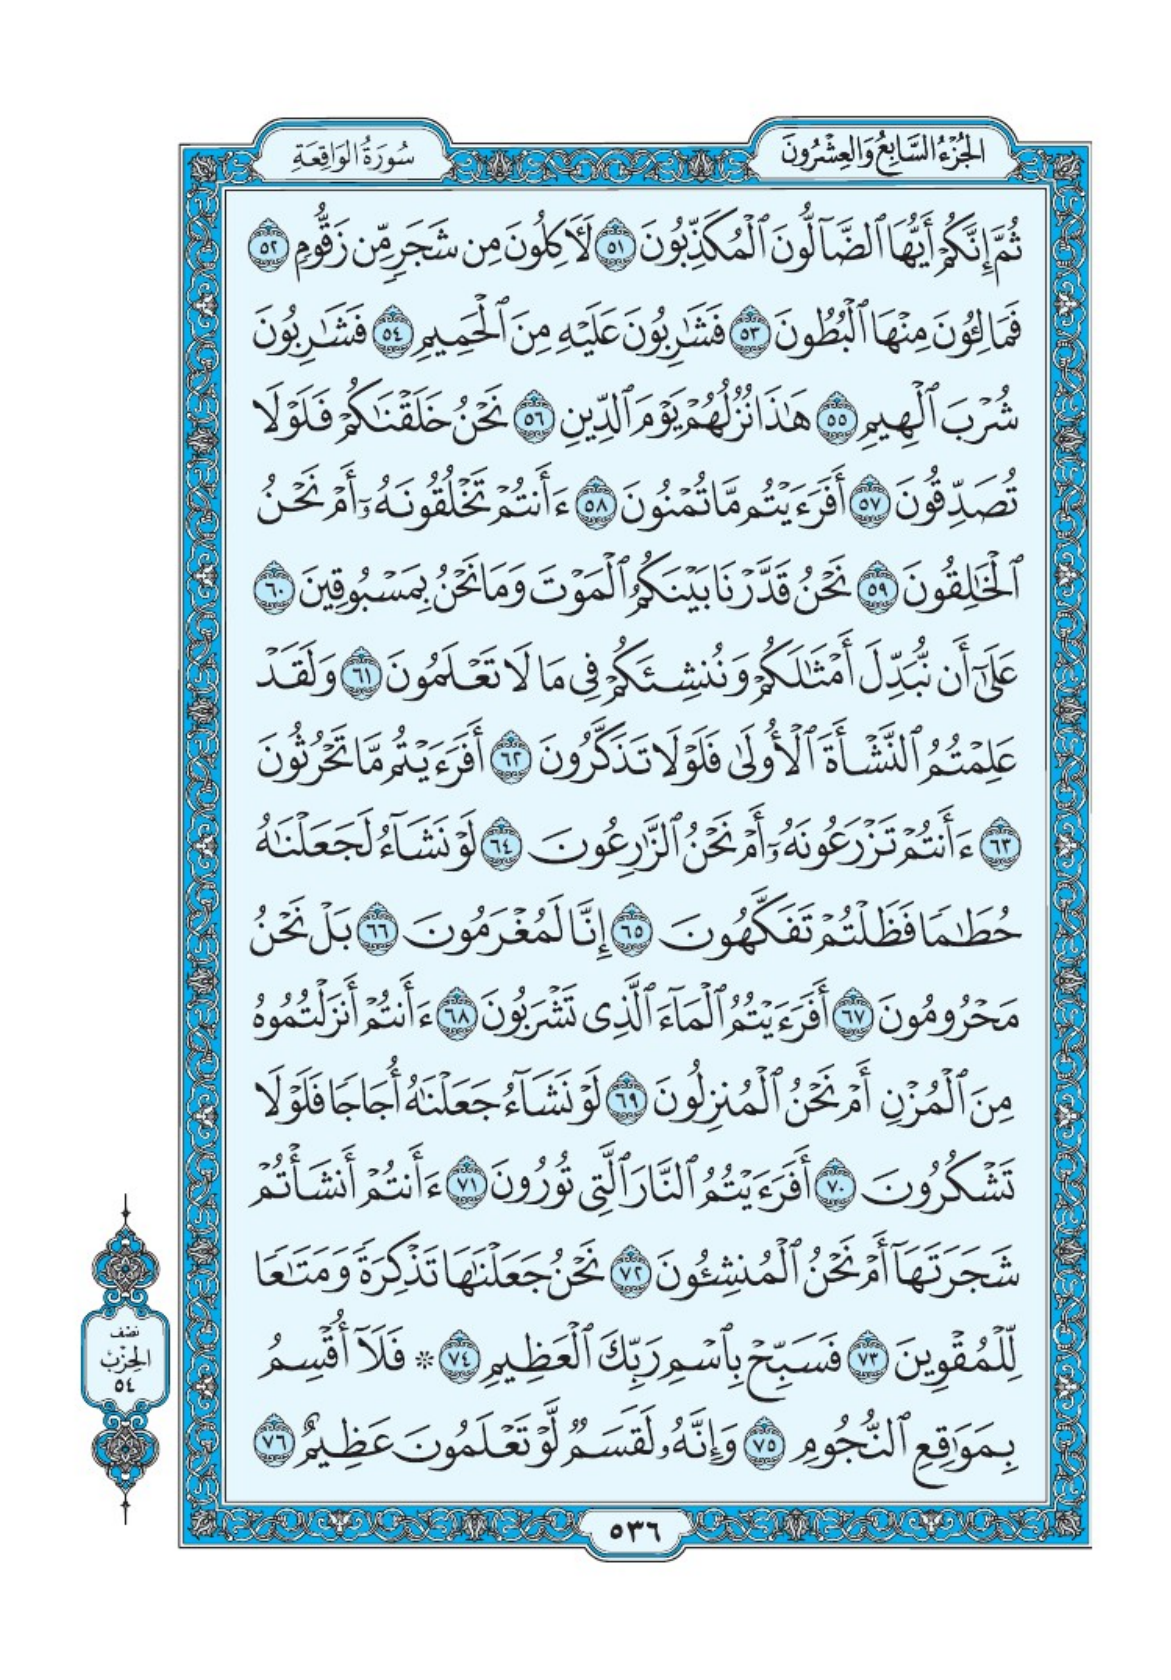 الجُزْءُ السَّابِعُ وَالعِشْرُونَ
سُورَةُ الوَاقِعَةِ
ثُمَّ إِنَّكُمْ أَيُّهَا ٱلضَّآلُّونَ ٱلْمُكَذِّبُونَ ٥١ لَأٓكِلُونَ مِن شَجَرٍ مِّن زَقُّومٍ ٥٢
فَمَالِـُٔونَ مِنْهَا ٱلْبُطُونَ ٥٣ فَشَـٰرِبُونَ عَلَيْهِ مِنَ ٱلْحَمِيمِ ٥٤ فَشَـٰرِبُونَ
شُرْبَ ٱلْهِيمِ ٥٥ هَـٰذَا نُزُلُهُمْ يَوْمَ ٱلدِّينِ ٥٦ نَحْنُ خَلَقْنَـٰكُمْ فَلَوْلَا
تُصَدِّقُونَ ٥٧ أَفَرَءَيْتُم مَّا تُمْنُونَ ٥٨ ءَأَنتُمْ تَخْلُقُونَهُۥٓ أَمْ نَحْنُ
ٱلْخَـٰلِقُونَ ٥٩ نَحْنُ قَدَّرْنَا بَيْنَكُمُ ٱلْمَوْتَ وَمَا نَحْنُ بِمَسْبُوقِينَ ٦٠
عَلَىٰٓ أَن نُّبَدِّلَ أَمْثَـٰلَكُمْ وَنُنشِئَكُمْ فِى مَا لَا تَعْلَمُونَ ٦١ وَلَقَدْ
عَلِمْتُمُ ٱلنَّشْأَةَ ٱلْأُولَىٰ فَلَوْلَا تَذَكَّرُونَ ٦٢ أَفَرَءَيْتُم مَّا تَحْرُثُونَ
٦٣ ءَأَنتُمْ تَزْرَعُونَهُۥٓ أَمْ نَحْنُ ٱلزَّٰرِعُونَ ٦٤ لَوْ نَشَآءُ لَجَعَلْنَـٰهُ
حُطَـٰمًا فَظَلْتُمْ تَفَكَّهُونَ ٦٥ إِنَّا لَمُغْرَمُونَ ٦٦ بَلْ نَحْنُ
مَحْرُومُونَ ٦٧ أَفَرَءَيْتُمُ ٱلْمَآءَ ٱلَّذِى تَشْرَبُونَ ٦٨ ءَأَنتُمْ أَنزَلْتُمُوهُ
مِنَ ٱلْمُزْنِ أَمْ نَحْنُ ٱلْمُنزِلُونَ ٦٩ لَوْ نَشَآءُ جَعَلْنَـٰهُ أُجَاجًا فَلَوْلَا
تَشْكُرُونَ ٧٠ أَفَرَءَيْتُمُ ٱلنَّارَ ٱلَّتِى تُورُونَ ٧١ ءَأَنتُمْ أَنشَأْتُمْ
شَجَرَتَهَآ أَمْ نَحْنُ ٱلْمُنشِـُٔونَ ٧٢ نَحْنُ جَعَلْنَـٰهَا تَذْكِرَةً وَمَتَـٰعًا
لِّلْمُقْوِينَ ٧٣ فَسَبِّحْ بِٱسْمِ رَبِّكَ ٱلْعَظِيمِ ٧٤ * فَلَآ أُقْسِمُ
بِمَوَٰقِعِ ٱلنُّجُومِ ٧٥ وَإِنَّهُۥ لَقَسَمٌ لَّوْ تَعْلَمُونَ عَظِيمٌ ٧٦
نصف
الحزب
٥٤
٥٣٦